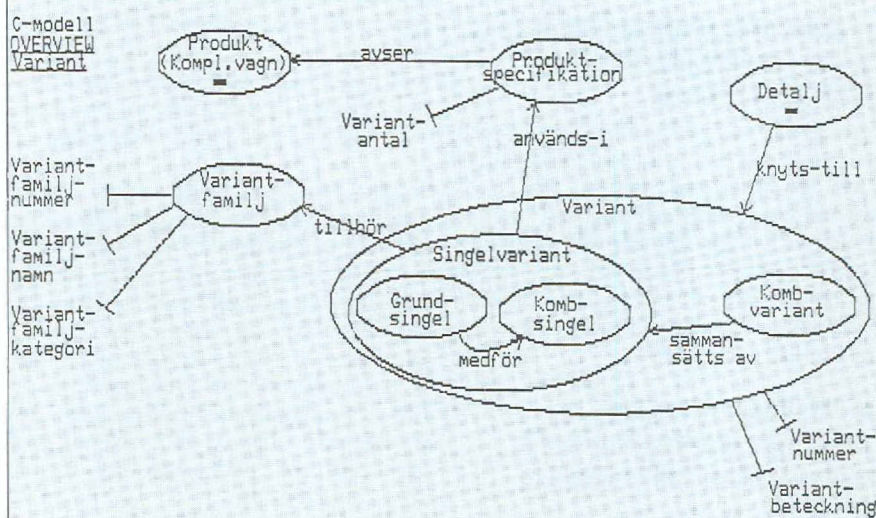 C-modell
OVERVIEW
Variant
Produkt
(Kompl.vagn)
avser
Produkt-
specifikation
Variant-
antal
används-i
Detalj
knyts-till
Variant-
familj-
nummer
Variant-
familj-
namn
Variant-
familj-
kategori
Variant-
familj
tillhör
Variant
Singelvariant
Grund-
singel
medför
Komb-
singel
Komb-
variant
samman-
sätts av
Variant-
nummer
Variant-
beteckning